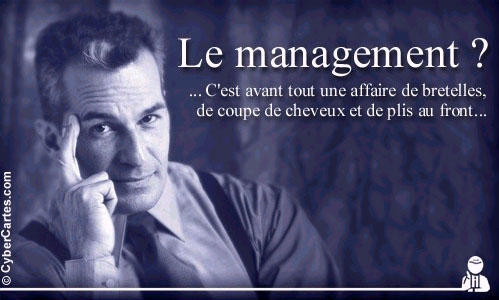 Le management ?
... C'est avant tout une affaire de bretelles,
de coupe de cheveux et de plis au front...
© CyberCartes.com